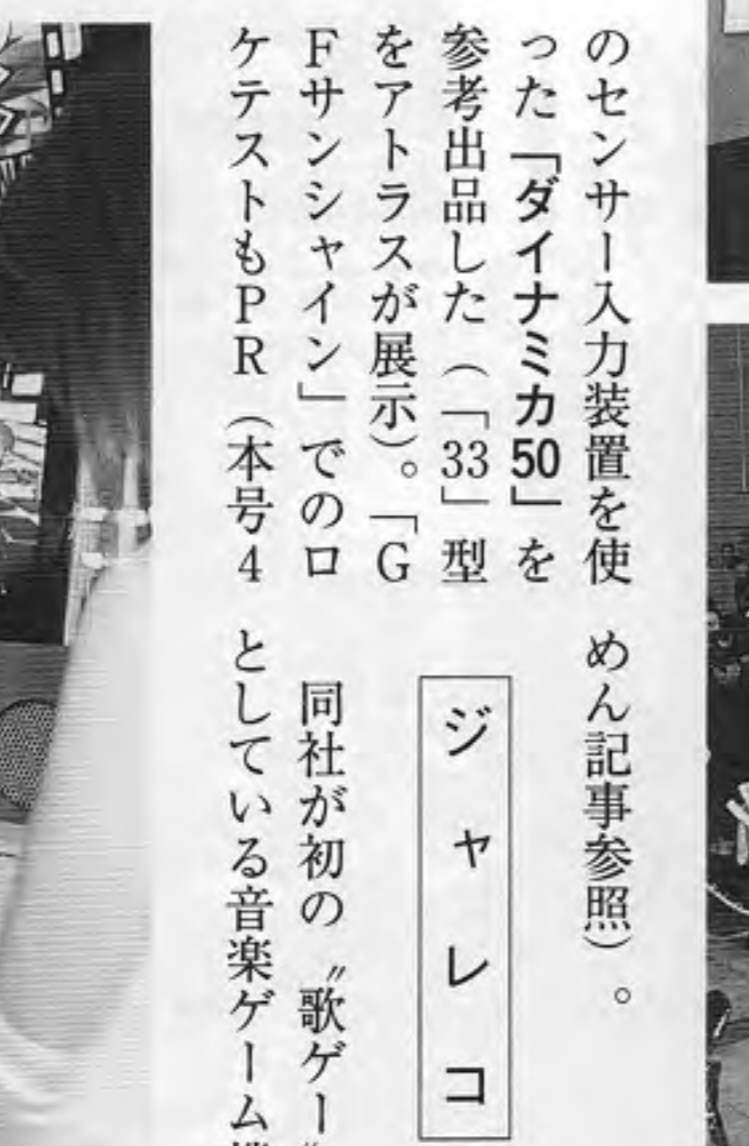 のセンサー入力装置を使
った「ダイナミカ50」を
参考出品した（「33」型
をアトラスが展示）。「G
Fサンシャイン」でのロ
ケテストもPR（本号4
めん記事参照）。
ジャレコ
同社が初の〝歌ゲー〟
としている音楽ゲーム